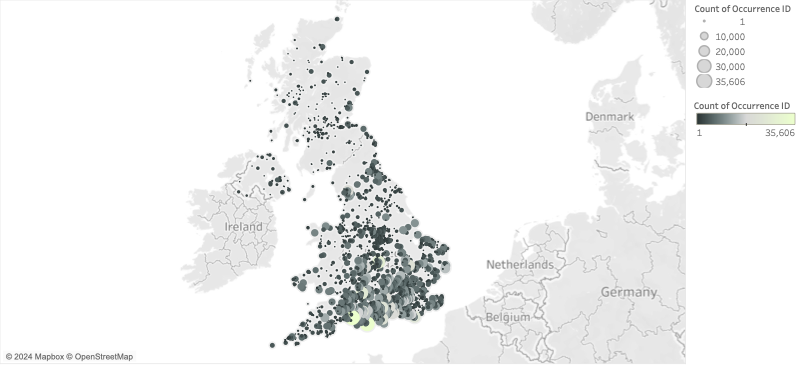 Count of Occurrence ID
1
10,000
20,000
30,000
35,606
Count of Occurrence ID
1 35,606
Denmark
Ireland
Netherlands
Germany
Belgium
© 2024 Mapbox © OpenStreetMap